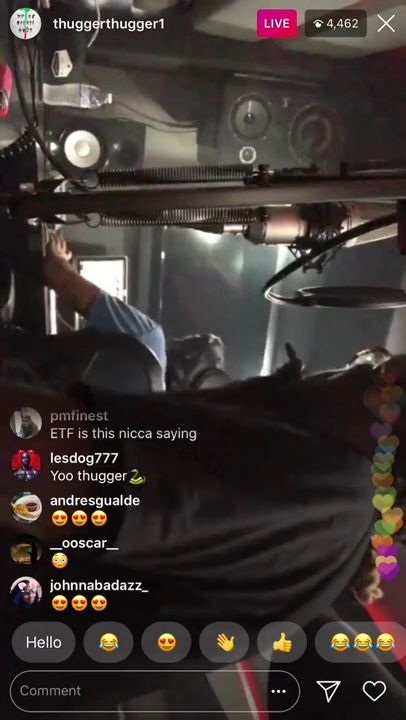 thuggerthugger1
LIVE
4,462
pmfinest
ETF is this nicca saying
lesdog777
Yoo thugger🐍
andresgualde
😍😍😍
__ooscar__
😳
johnnabadazz_
😍😍😍
Hello
😂
😍
👋
👍
😂😂😂
Comment